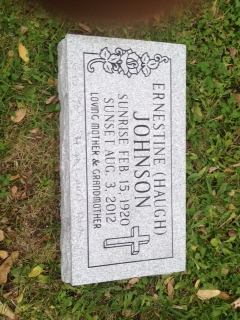 ERNESTINE (HAUGH)
JOHNSON
SUNRISE FEB. 15, 1920
SUNSET AUG. 3, 2012
LOVING MOTHER & GRANDMOTHER